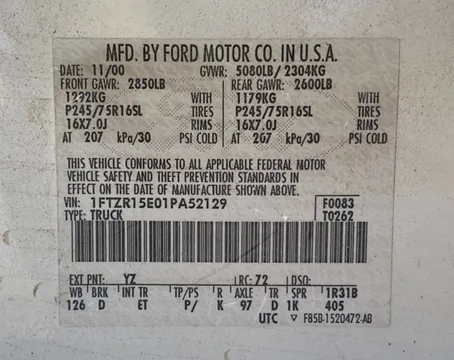 MFD. BY FORD MOTOR CO. IN U.S.A.
DATE: 11/00 GVWR: 5080LB/ 2304KG
FRONT GAWR: 2850LB REAR GAWR: 2600LB
1292KG WITH 1179KG WITH
P245/75R16SL TIRES P245/75R16SL TIRES
16X7.0J RIMS 16X7.0J RIMS
AT 207 kPa/30 PSI COLD AT 207 kPa/30 PSI COLD
THIS VEHICLE CONFORMS TO ALL APPLICABLE FEDERAL MOTOR
VEHICLE SAFETY AND THEFT PREVENTION STANDARDS IN
EFFECT ON THE DATE OF MANUFACTURE SHOWN ABOVE.
VIN: 1FTZR15E01PA52129 F0083
TYPE: TRUCK T0262
EXT PNT: YZ RC: 72 DSO:
WB BRK INT TR TP/PS R AXLE TR SPR 1R31B
126 D ET P/ K 97 D 1K 405
UTC F85B-1520472-AB